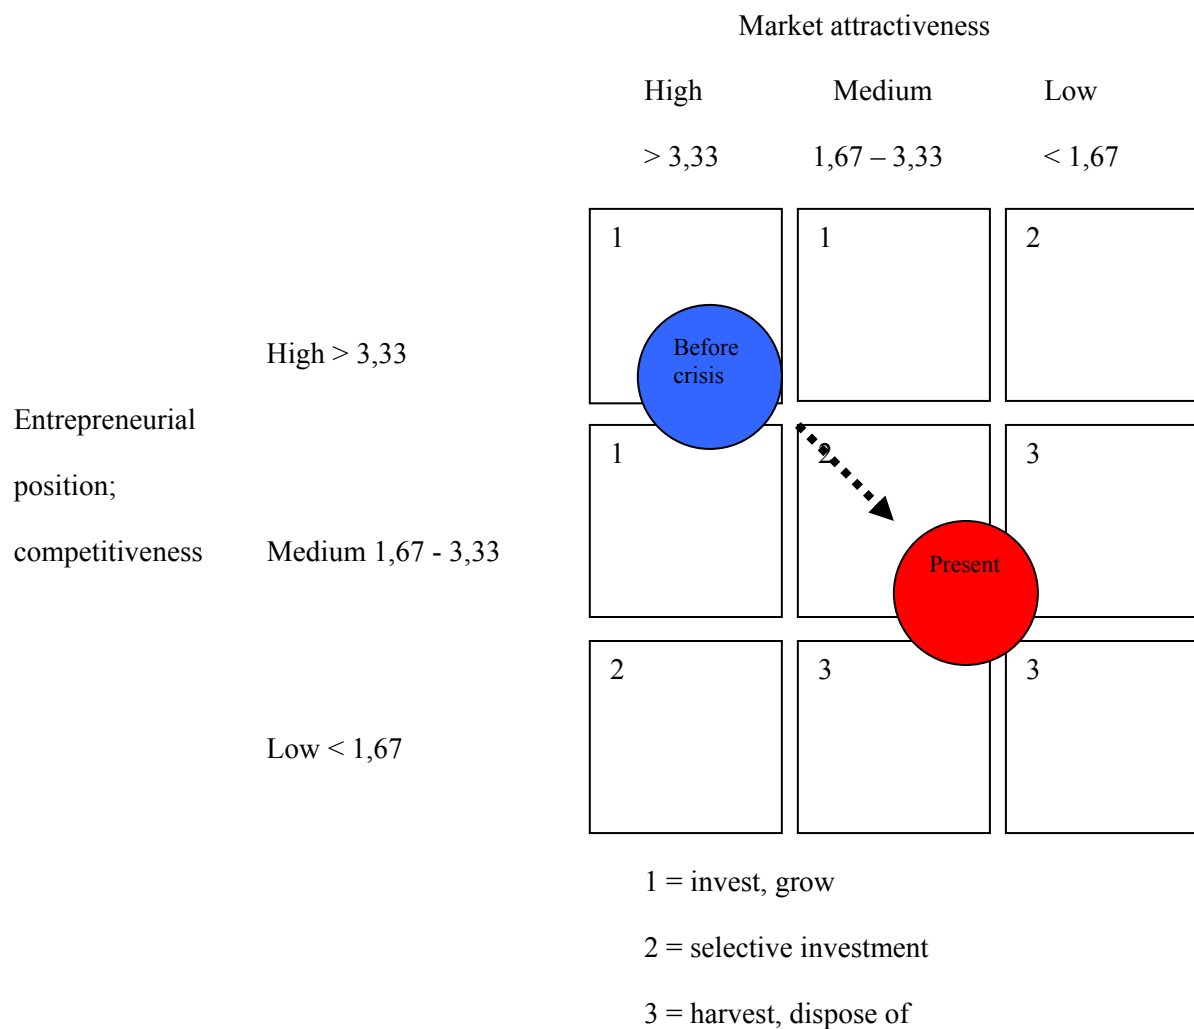 Market attractiveness
High Medium Low
> 3,33 1,67 – 3,33 < 1,67
1 1 2
Before
crisis
High > 3,33
Entrepreneurial
position;
competitiveness
1 2 3
Medium 1,67 - 3,33
Present
2 3 3
Low < 1,67
1 = invest, grow
2 = selective investment
3 = harvest, dispose of